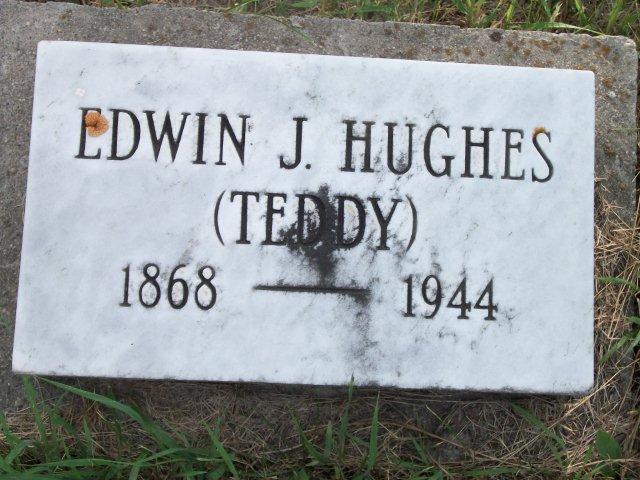 EDWIN J. HUGHES
(TEDDY)
1868 — 1944